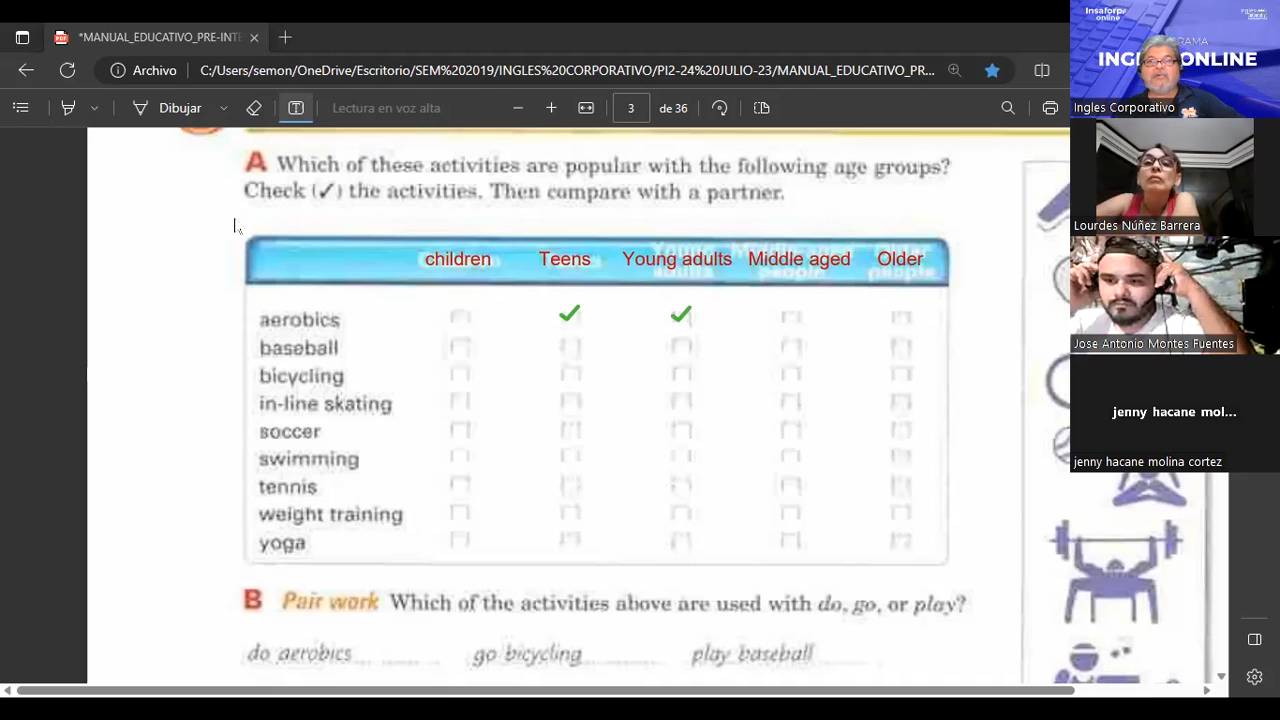 *MANUAL_EDUCATIVO_PRE-INTE
Archivo
C:/Users/semon/OneDrive/Escritorio/SEM%2019/INGLES%20CORPORATIVO/PI2-24%20JULIO-23/MANUAL_EDUCATIVO_PR...
Dibujar
Lectura en voz alta
3
de 36
A Which of these activities are popular with the following age groups?
Check (✓) the activities. Then compare with a partner.
children Teens Young adults Middle aged Older
aerobics
baseball
bicycling
in-line skating
soccer
swimming
tennis
weight training
yoga
B Pair work Which of the activities above are used with do, go, or play?
do aerobics
go bicycling
play baseball
Insaforp
online
INGLES ONLINE
Ingles Corporativo
Lourdes Núñez Barrera
Jose Antonio Montes Fuentes
jenny hacane mol...
jenny hacane molina cortez